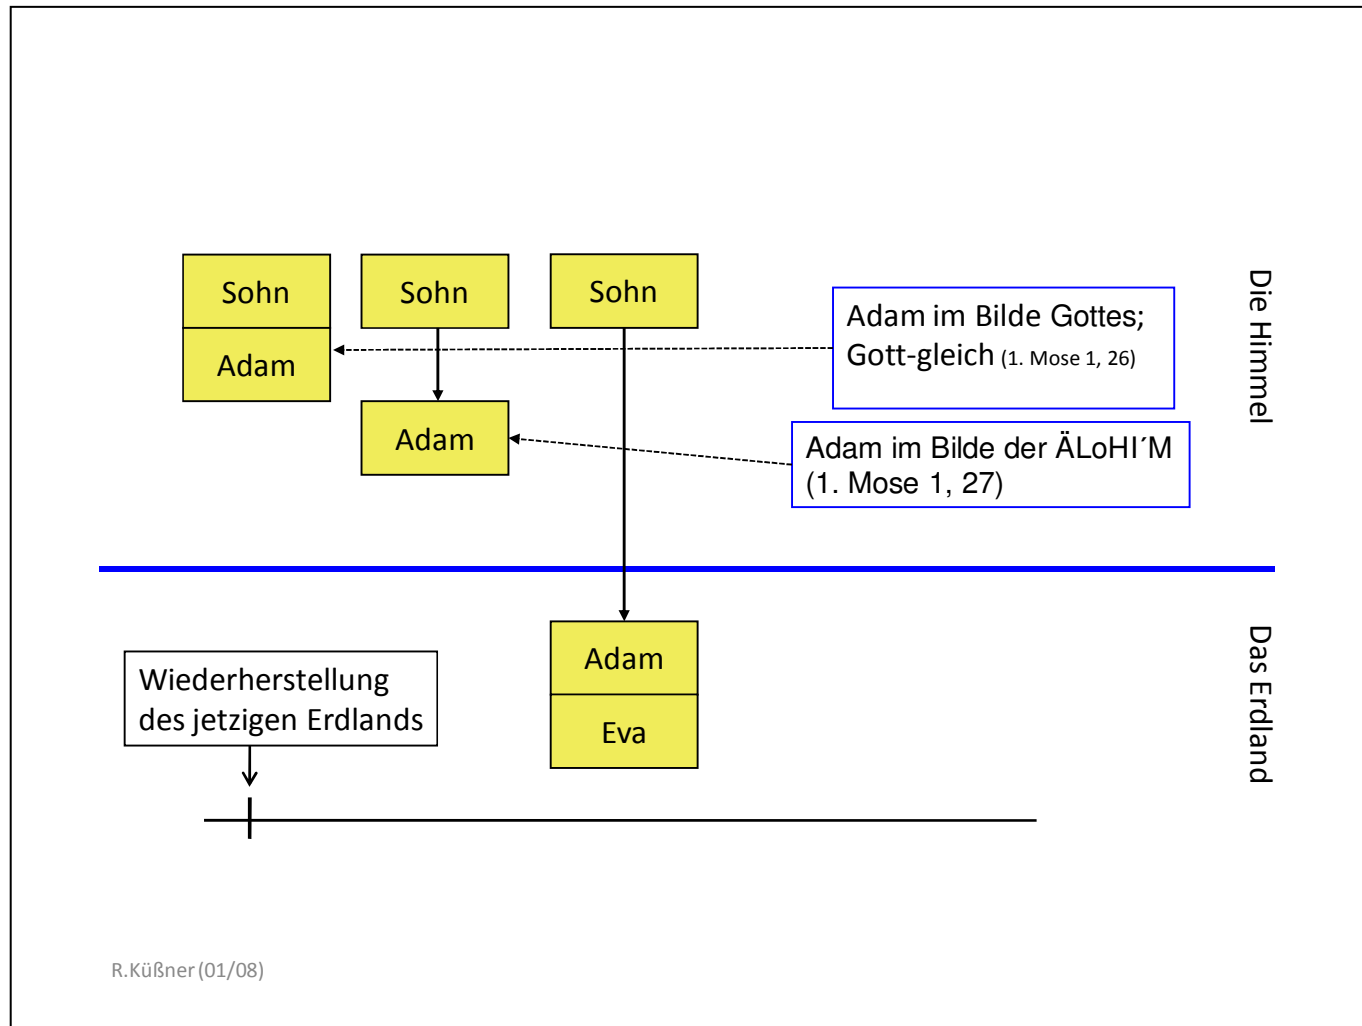 Sohn
Sohn
Sohn
Adam
Adam im Bilde Gottes;
Gott-gleich (1. Mose 1, 26)
Die Himmel
Adam
Adam im Bilde der ÄLoHI´M
(1. Mose 1, 27)
Wiederherstellung
des jetzigen Erdlands
Adam
Eva
Das Erdland
R.Küßner (01/08)